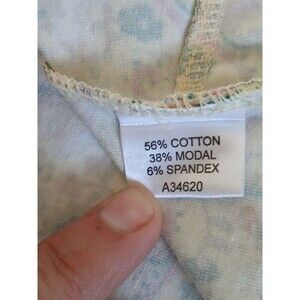 56% COTTON
38% MODAL
6% SPANDEX
A34620